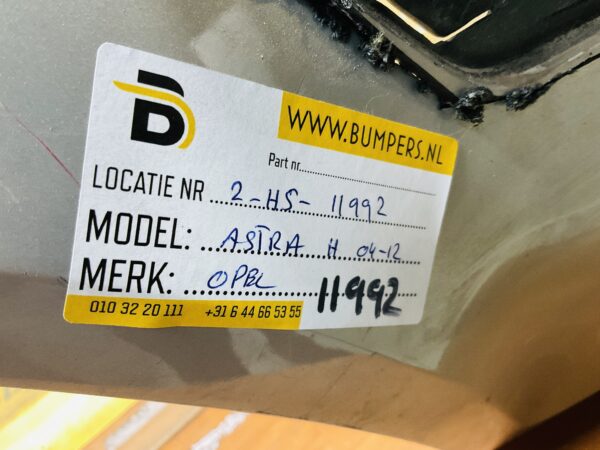 B
WWW.BUMPERS.NL
Part nr.
LOCATIE NR 2-HS-11992
MODEL: ASTRA H 04-12
MERK: OPEL 11992
010 32 20 111 +31 6 44 66 53 55